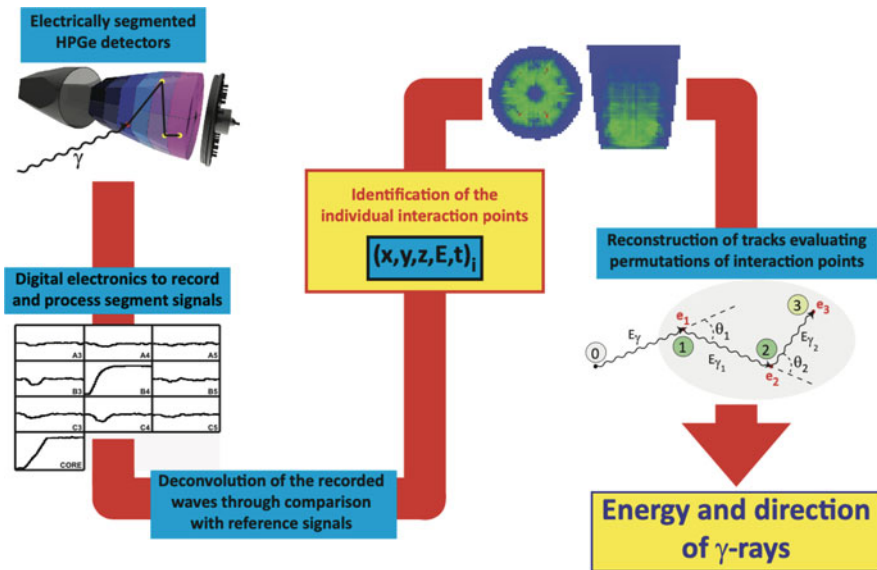 Electrically segmented
HPGe detectors
γ
Digital electronics to record
and process segment signals
A3
A4
A5
B3
B4
B5
C3
C4
C5
CORE
Deconvolution of the recorded
waves through comparison
with reference signals
Identification of the
individual interaction points
(x,y,z,E,t)i
Reconstruction of tracks evaluating
permutations of interaction points
0
Eγ
e1
1
θ1
Eγ1
2
e2
θ2
Eγ2
3
e3
Energy and direction
of γ-rays